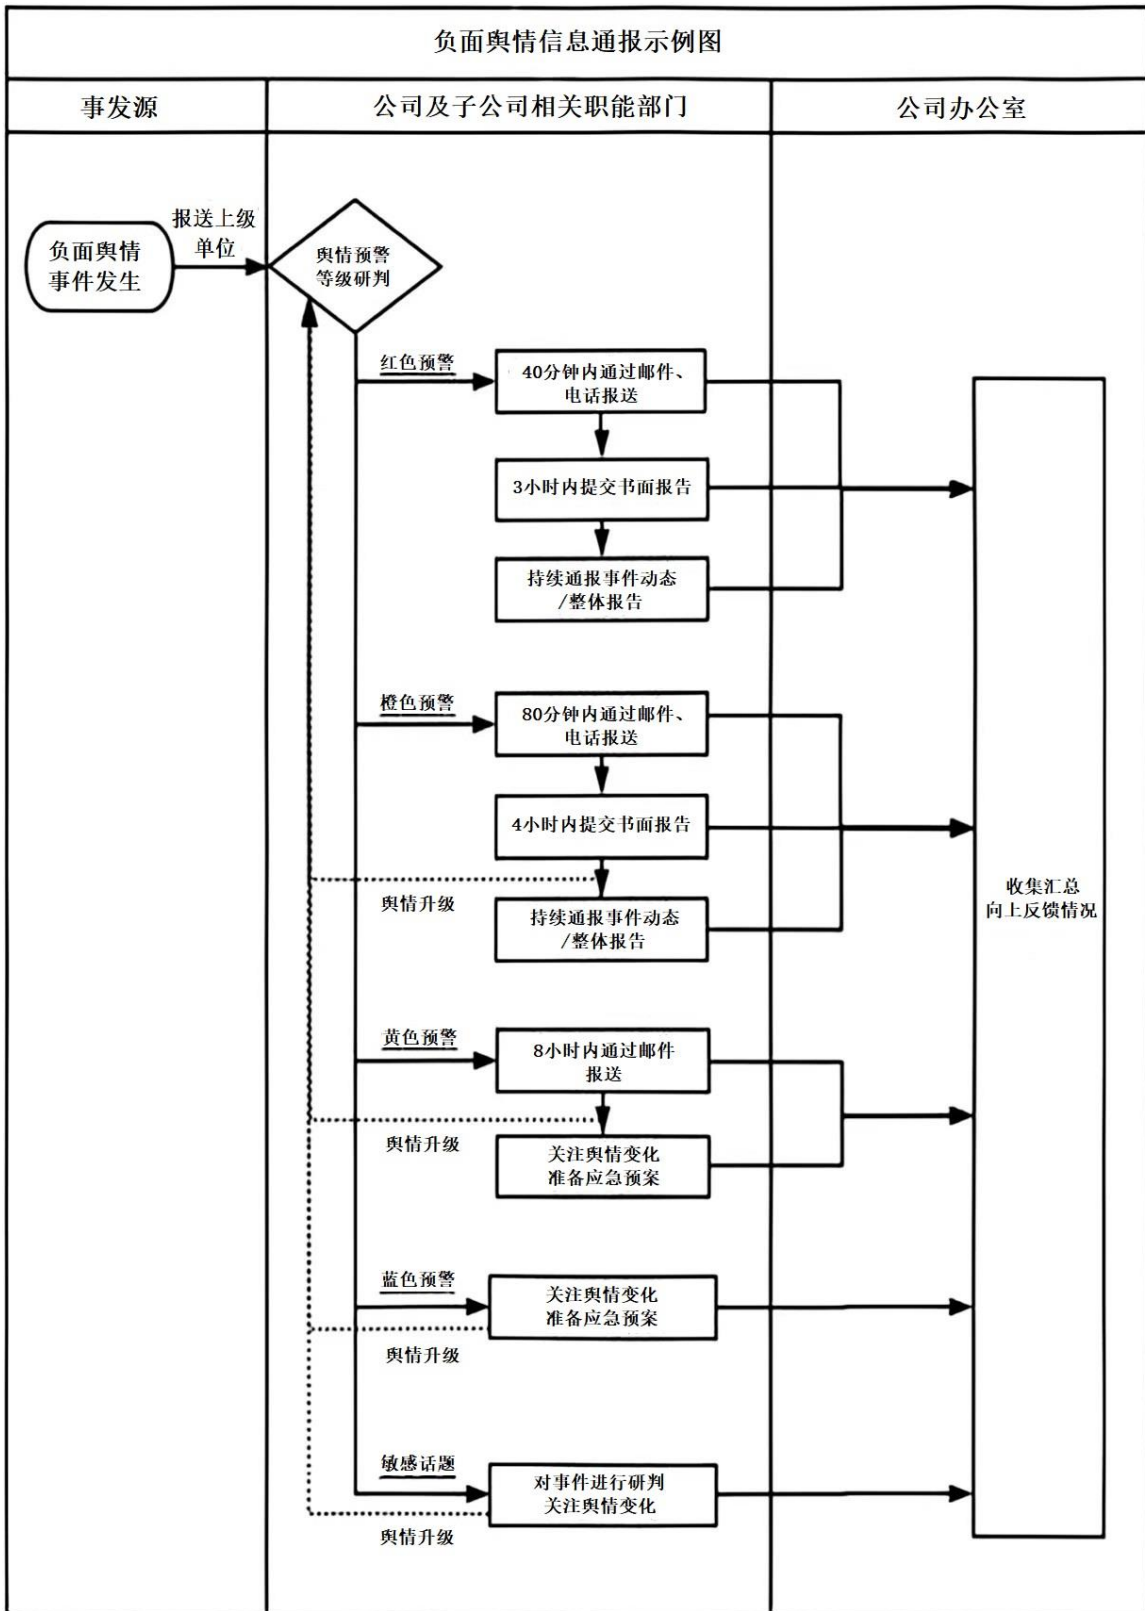 负面舆情信息通报示例图
事发源
公司及子公司相关职能部门
公司办公室
报送上级
单位
负面舆情
事件发生
舆情预警
等级研判
红色预警
40分钟内通过邮件、
电话报送
3小时内提交书面报告
持续通报事件动态
/整体报告
橙色预警
80分钟内通过邮件、
电话报送
4小时内提交书面报告
舆情升级
持续通报事件动态
/整体报告
收集汇总
向上反馈情况
黄色预警
8小时内通过邮件
报送
舆情升级
关注舆情变化
准备应急预案
蓝色预警
关注舆情变化
准备应急预案
舆情升级
敏感话题
对事件进行研判
关注舆情变化
舆情升级